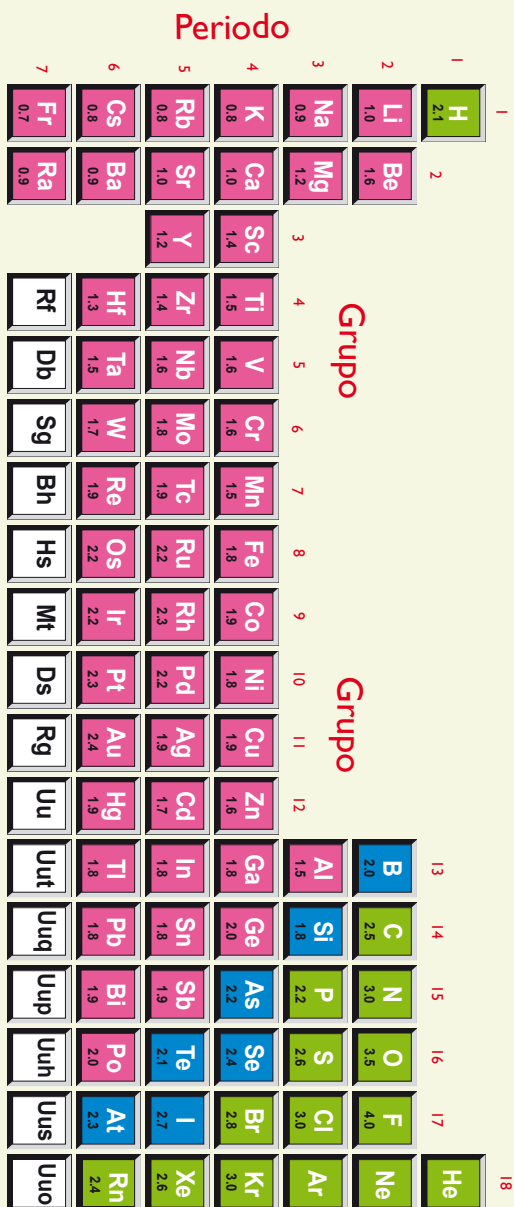 Grupo
Grupo
Periodo
1 2 3 4 5 6 7 8 9 10 11 12 13 14 15 16 17 18
1 H 2.1 He
2 Li 1.0 Be 1.6 B 2.0 C 2.5 N 3.0 O 3.5 F 4.0 Ne
3 Na 0.9 Mg 1.2 Al 1.5 Si 1.8 P 2.2 S 2.6 Cl 3.0 Ar
4 K 0.8 Ca 1.0 Sc 1.4 Ti 1.5 V 1.6 Cr 1.6 Mn 1.5 Fe 1.8 Co 1.9 Ni 1.8 Cu 1.9 Zn 1.6 Ga 1.8 Ge 2.0 As 2.2 Se 2.4 Br 2.8 Kr 3.0
5 Rb 0.8 Sr 1.0 Y 1.2 Zr 1.4 Nb 1.6 Mo 1.8 Tc 1.9 Ru 2.2 Rh 2.3 Pd 2.2 Ag 1.9 Cd 1.7 In 1.8 Sn 1.8 Sb 1.9 Te 2.1 I 2.7 Xe 2.6
6 Cs 0.8 Ba 0.9 Hf 1.3 Ta 1.5 W 1.7 Re 1.9 Os 2.2 Ir 2.2 Pt 2.3 Au 2.4 Hg 1.9 Tl 1.8 Pb 1.8 Bi 1.9 Po 2.0 At 2.3 Rn 2.4
7 Fr 0.7 Ra 0.9 Rf Db Sg Bh Hs Mt Ds Rg Uu Uut Uuq Uup Uuh Uus Uuo